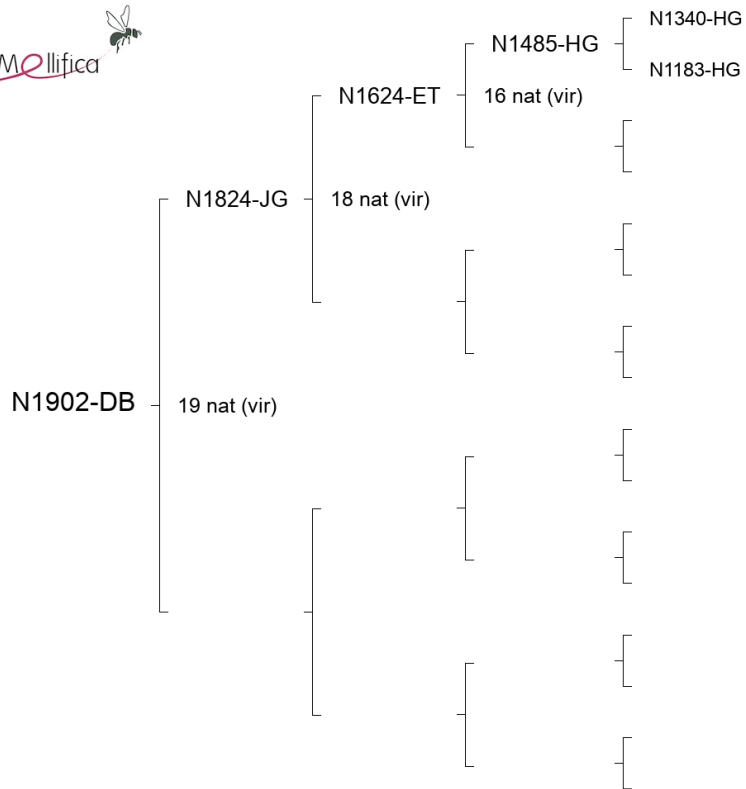 Mellifica
N1340-HG
N1485-HG
N1183-HG
N1624-ET
16 nat (vir)
N1824-JG
18 nat (vir)
N1902-DB
19 nat (vir)